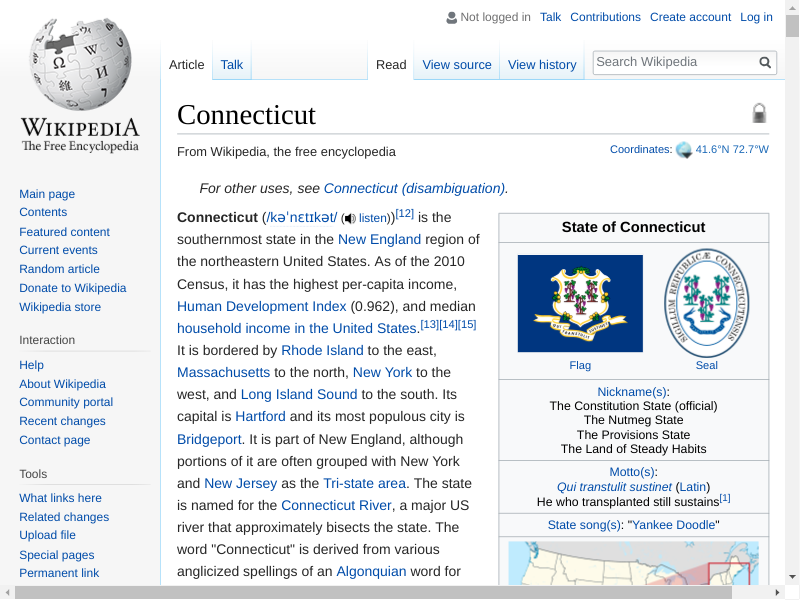 Not logged in Talk Contributions Create account Log in
Article Talk Read View source View history Search Wikipedia
WIKIPEDIA
The Free Encyclopedia
Main page
Contents
Featured content
Current events
Random article
Donate to Wikipedia
Wikipedia store
Interaction
Help
About Wikipedia
Community portal
Recent changes
Contact page
Tools
What links here
Related changes
Upload file
Special pages
Permanent link
Connecticut
From Wikipedia, the free encyclopedia
Coordinates: 41.6°N 72.7°W
For other uses, see Connecticut (disambiguation).
Connecticut (/kəˈnɛtɪkət/ (listen))[12] is the
southernmost state in the New England region of
the northeastern United States. As of the 2010
Census, it has the highest per-capita income,
Human Development Index (0.962), and median
household income in the United States.[13][14][15]
It is bordered by Rhode Island to the east,
Massachusetts to the north, New York to the
west, and Long Island Sound to the south. Its
capital is Hartford and its most populous city is
Bridgeport. It is part of New England, although
portions of it are often grouped with New York
and New Jersey as the Tri-state area. The state
is named for the Connecticut River, a major US
river that approximately bisects the state. The
word "Connecticut" is derived from various
anglicized spellings of an Algonquian word for
State of Connecticut
SIGILLUM REIPUBLICÆ CONNECTICUTENSIS
Flag Seal
Nickname(s):
The Constitution State (official)
The Nutmeg State
The Provisions State
The Land of Steady Habits
Motto(s):
Qui transtulit sustinet (Latin)
He who transplanted still sustains[1]
State song(s): "Yankee Doodle"